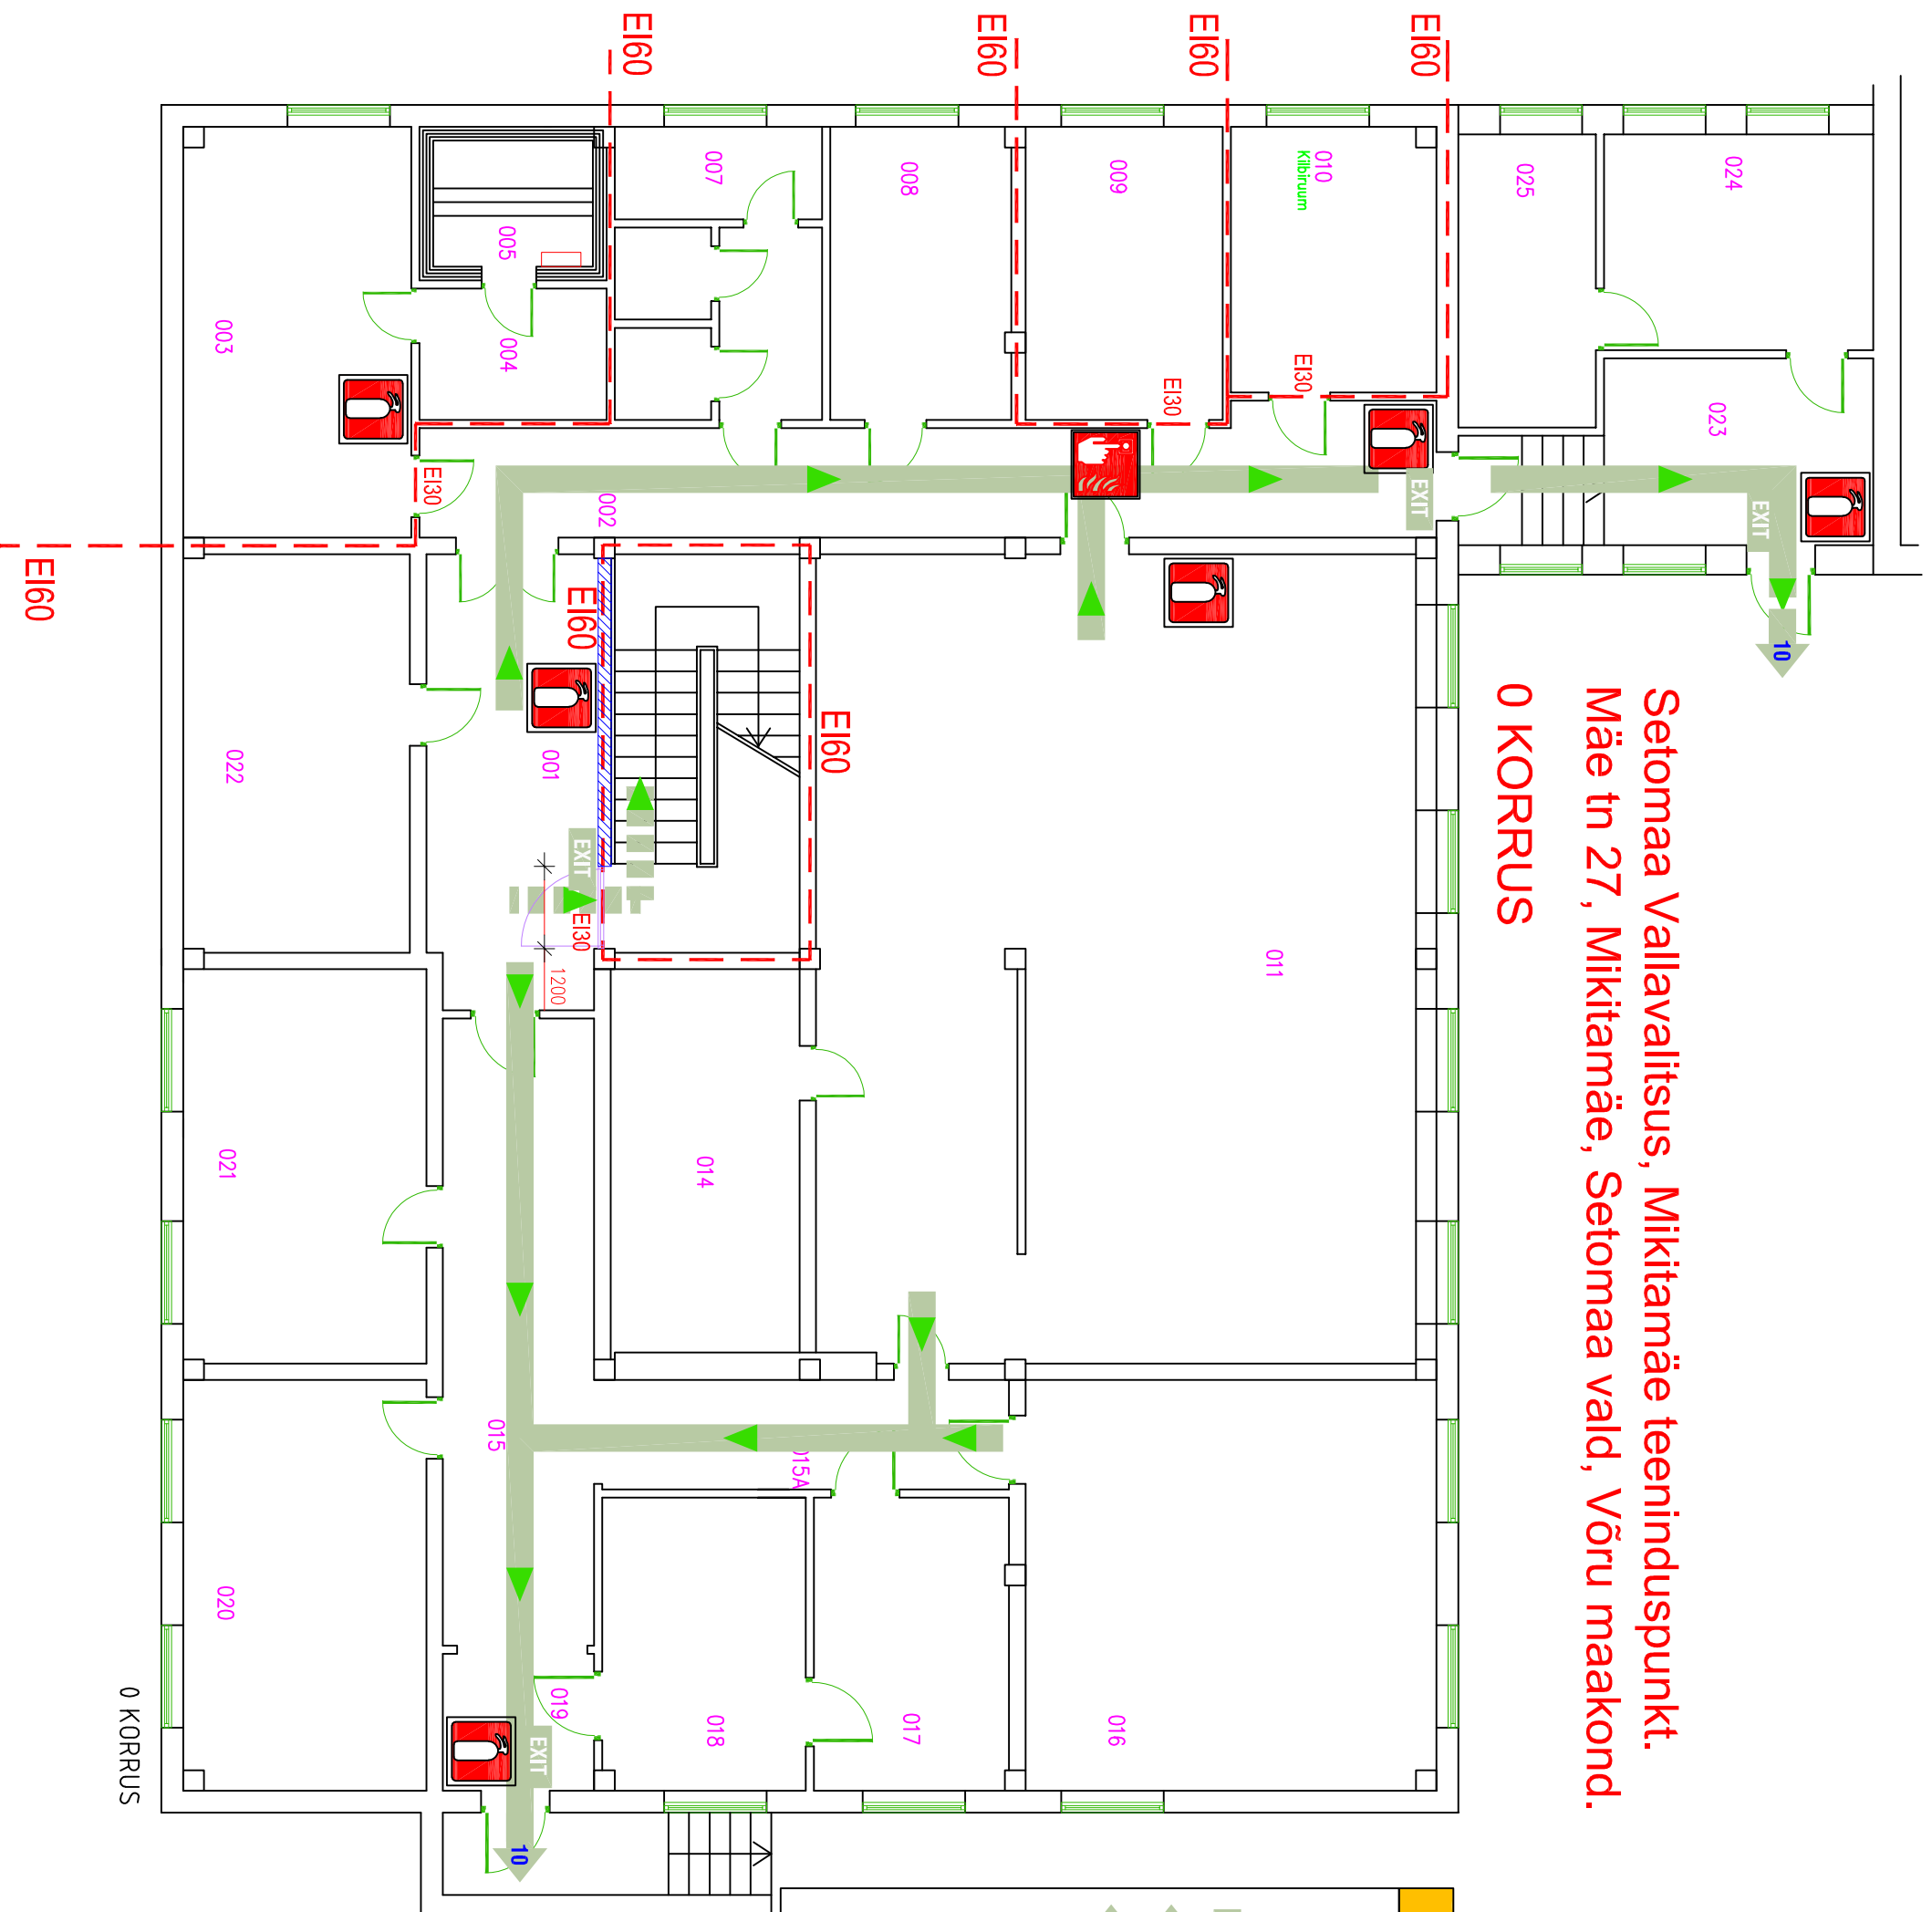 Setomaa Vallavalitsus, Mikitamäe teeninduspunkt.
Mäe tn 27, Mikitamäe, Setomaa vald, Võru maakond.
0 KORRUS
EI60
EI60
EI60
EI60
EI60
EI60
EI60
EI30
EI30
EI30
EI30
EXIT
EXIT
EXIT
EXIT
10
10
1200
024
025
023
010
Kilbiruum
009
008
007
005
004
003
002
001
022
011
014
021
015
015A
020
019
018
017
016
0 KORRUS